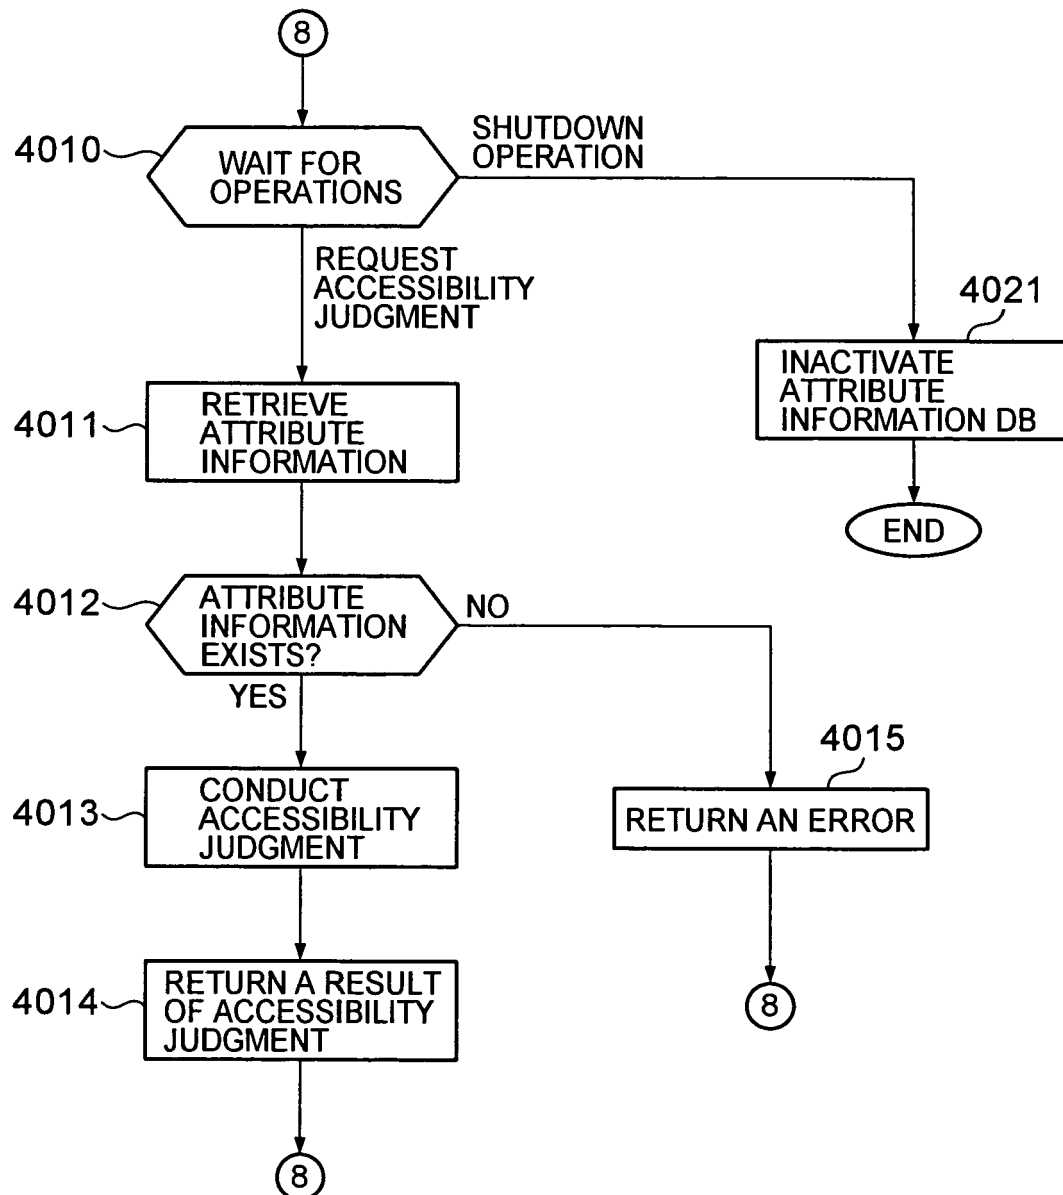 8
4010
WAIT FOR
OPERATIONS
SHUTDOWN
OPERATION
REQUEST
ACCESSIBILITY
JUDGMENT
4021
INACTIVATE
ATTRIBUTE
INFORMATION DB
END
4011
RETRIEVE
ATTRIBUTE
INFORMATION
4012
ATTRIBUTE
INFORMATION
EXISTS?
NO
YES
4015
RETURN AN ERROR
8
4013
CONDUCT
ACCESSIBILITY
JUDGMENT
4014
RETURN A RESULT
OF ACCESSIBILITY
JUDGMENT
8